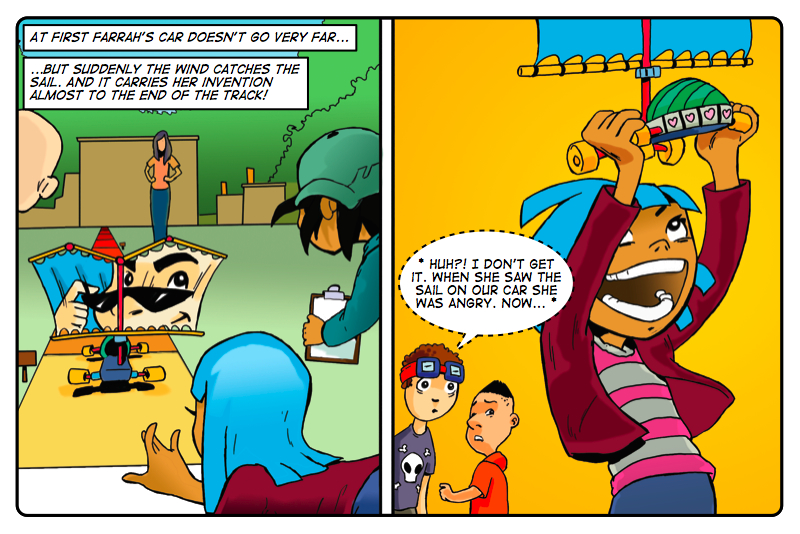 AT FIRST FARRAH'S CAR DOESN'T GO VERY FAR...
...BUT SUDDENLY THE WIND CATCHES THE
SAIL. AND IT CARRIES HER INVENTION
ALMOST TO THE END OF THE TRACK!
* HUH?! I DON'T GET
IT. WHEN SHE SAW THE
SAIL ON OUR CAR SHE
WAS ANGRY. NOW... *